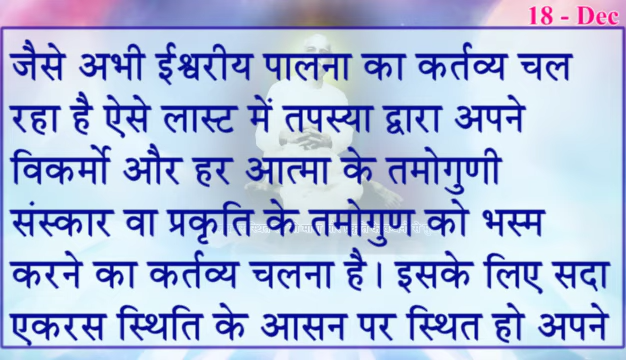 18 - Dec
जैसे अभी ईश्वरीय पालना का कर्तव्य चल
रहा है ऐसे लास्ट में तपस्या द्वारा अपने
विकर्मो और हर आत्मा के तमोगुणी
संस्कार वा प्रकृति के तमोगुण को भस्म
करने का कर्तव्य चलना है। इसके लिए सदा
एकरस स्थिति के आसन पर स्थित हो अपने